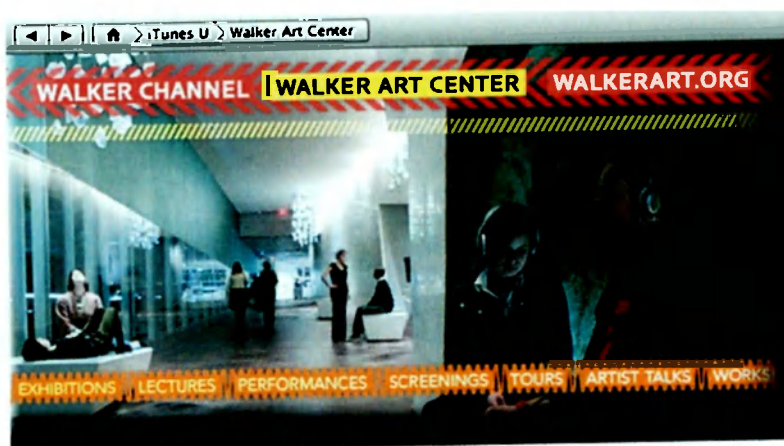 iTunes U Walker Art Center
WALKER CHANNEL WALKER ART CENTER WALKERART.ORG
EXHIBITIONS LECTURES PERFORMANCES SCREENINGS TOURS ARTIST TALKS WORKS